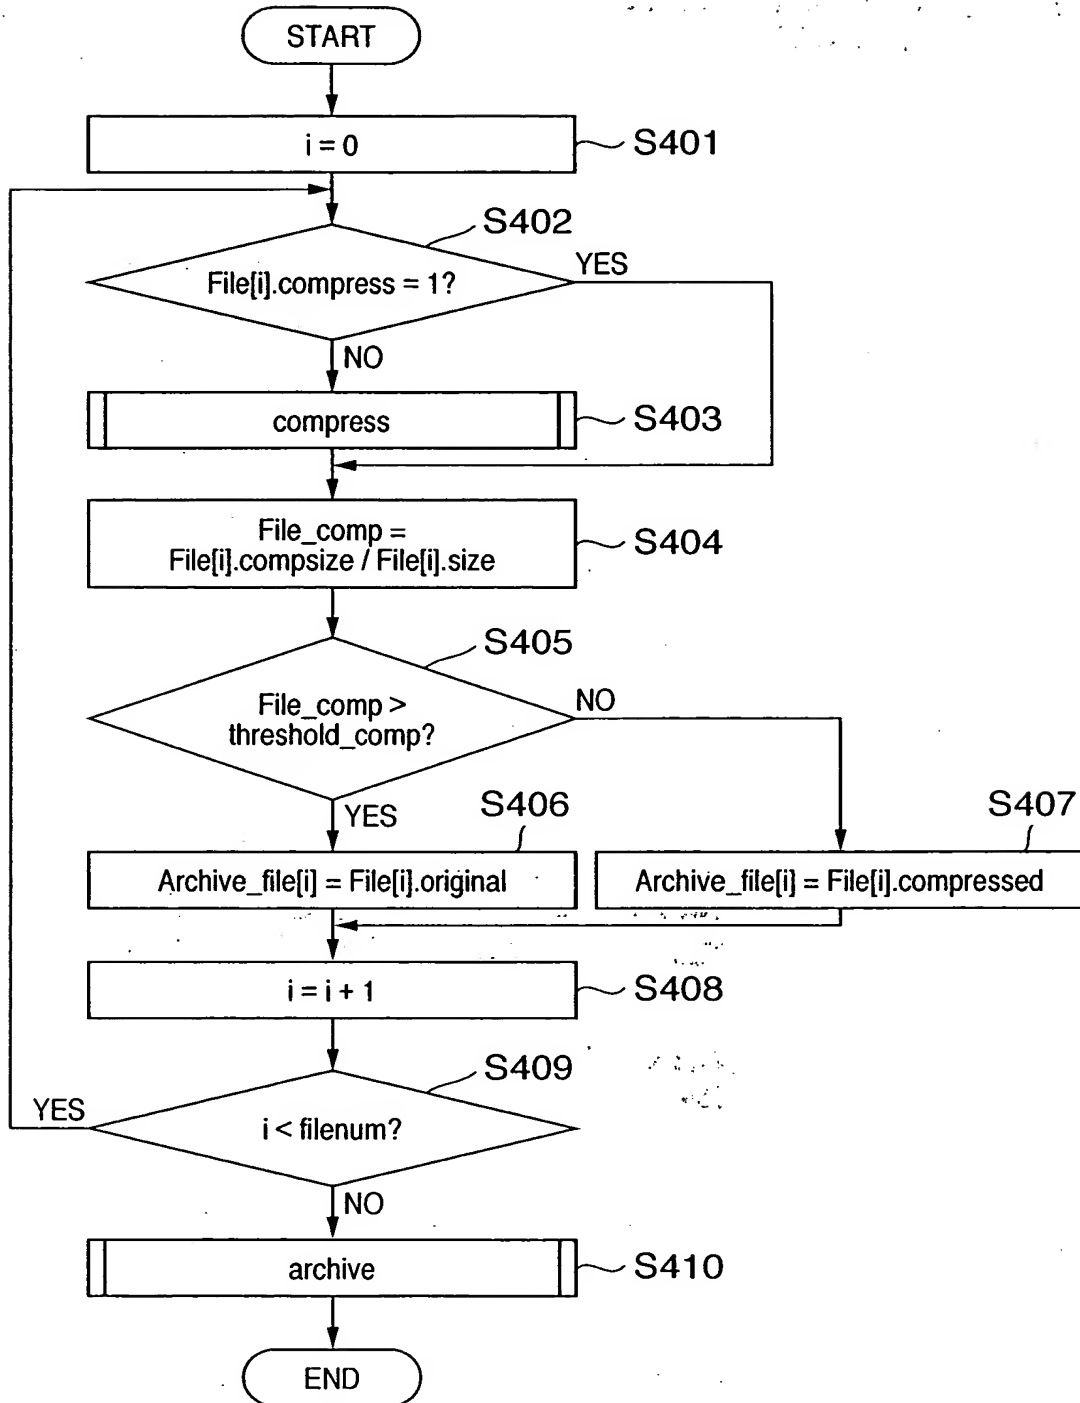 START
i = 0
S401
S402
File[i].compress = 1?
YES
NO
compress
S403
File_comp =
File[i].compsize / File[i].size
S404
S405
File_comp >
threshold_comp?
NO
YES
S406
S407
Archive_file[i] = File[i].original
Archive_file[i] = File[i].compressed
i = i + 1
S408
S409
YES
i < filenum?
NO
archive
S410
END